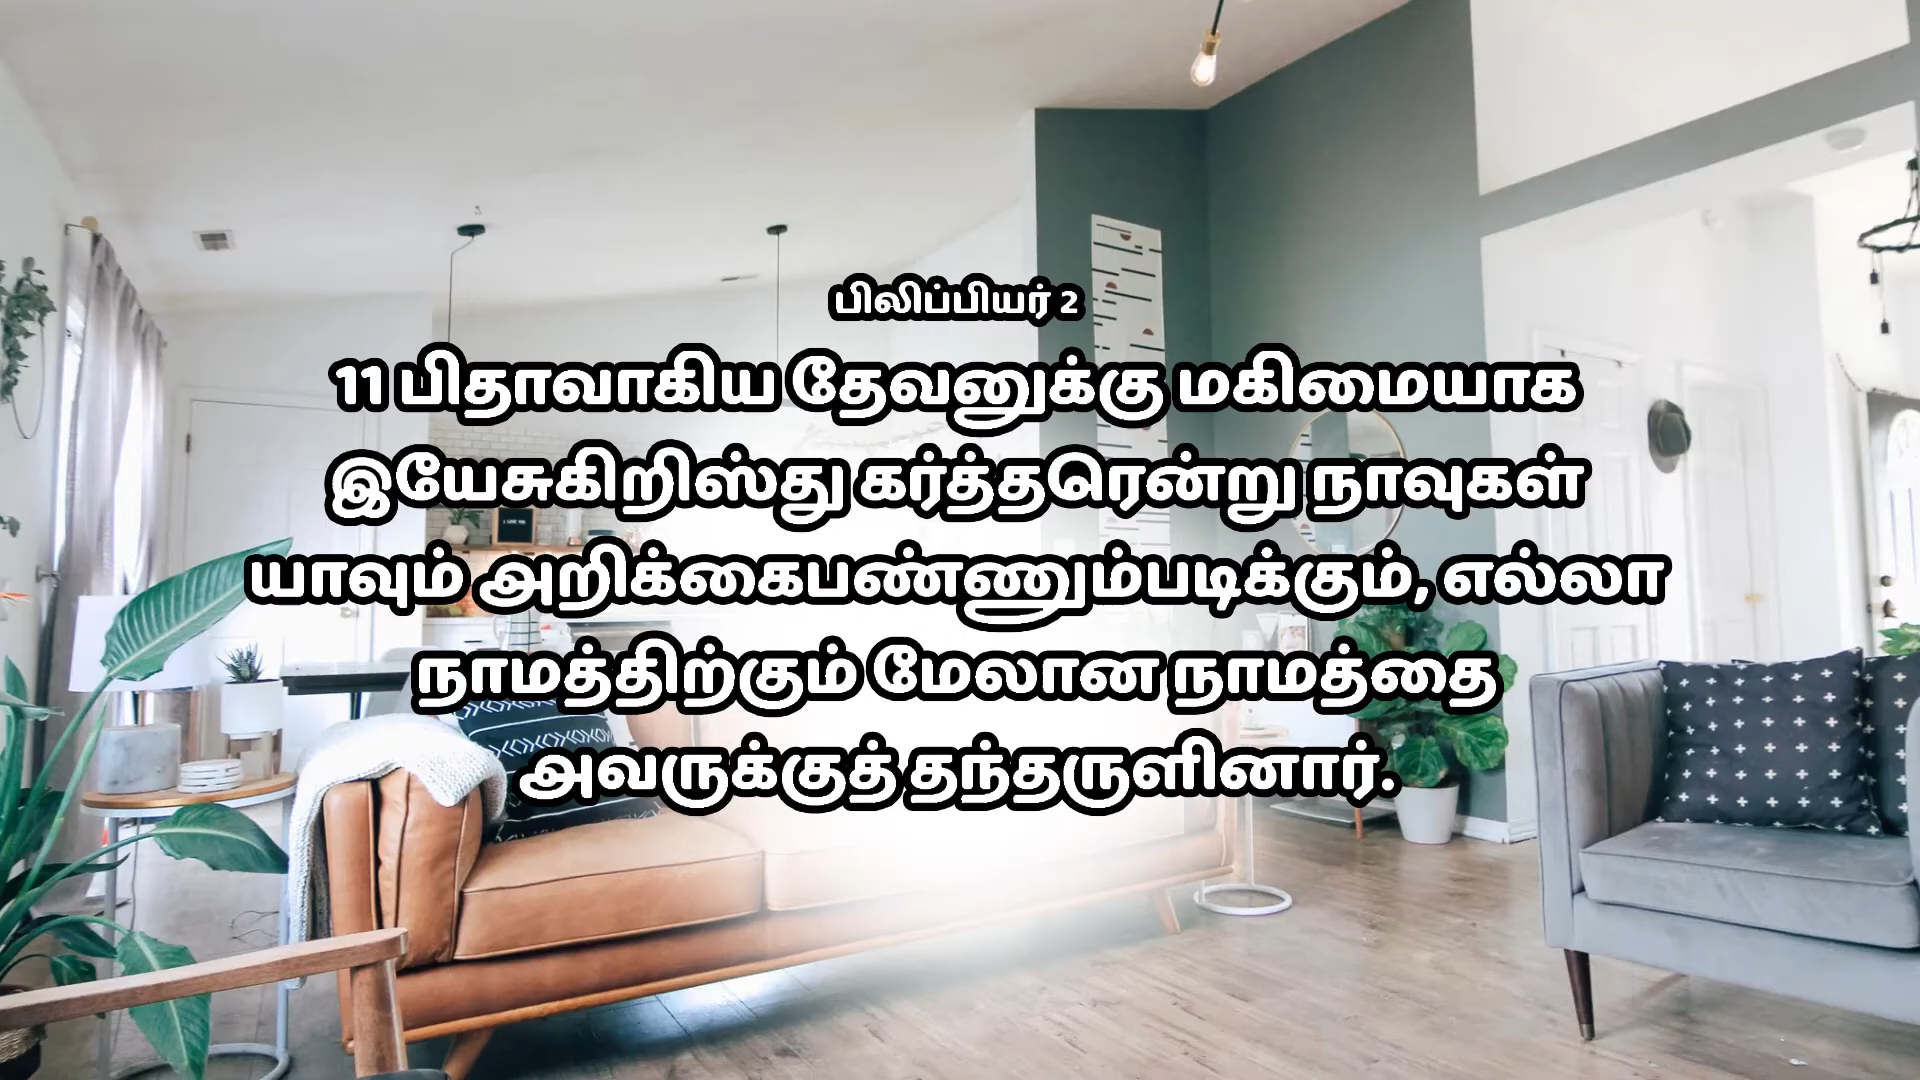 பிலிப்பியர் 2
11 பிதாவாகிய தேவனுக்கு மகிமையாக
இயேசுகிறிஸ்து கர்த்தரென்று நாவுகள்
யாவும் அறிக்கைபண்ணும்படிக்கும், எல்லா
நாமத்திற்கும் மேலான நாமத்தை
அவருக்குத் தந்தருளினார்.